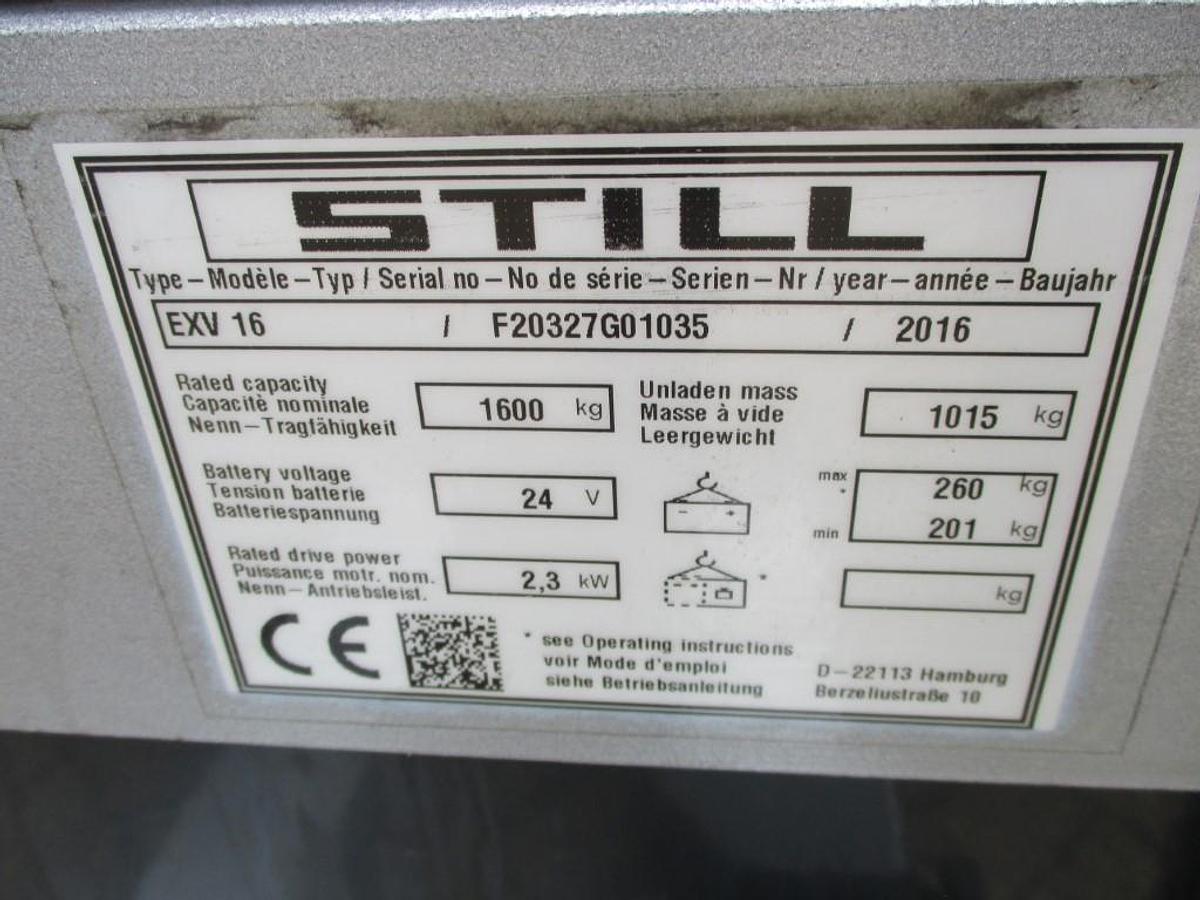 STILL
Type – Modèle – Typ / Serial no – No de série – Serien – Nr / year – année – Baujahr
EXV 16 / F20327G01035 / 2016
Rated capacity
Capacitè nominale
Nenn – Tragfähigkeit
1600 kg
Unladen mass
Masse à vide
Leergewicht
1015 kg
Battery voltage
Tension batterie
Batteriespannung
24 V
- +
max 260 kg
*
min 201 kg
Rated drive power
Puissance motr. nom.
Nenn – Antriebsleist.
2,3 kW
*
kg
CE
* see Operating instructions
voir Mode d'emploi
siehe Betriebsanleitung
D – 22113 Hamburg
Berzeliustraße 10